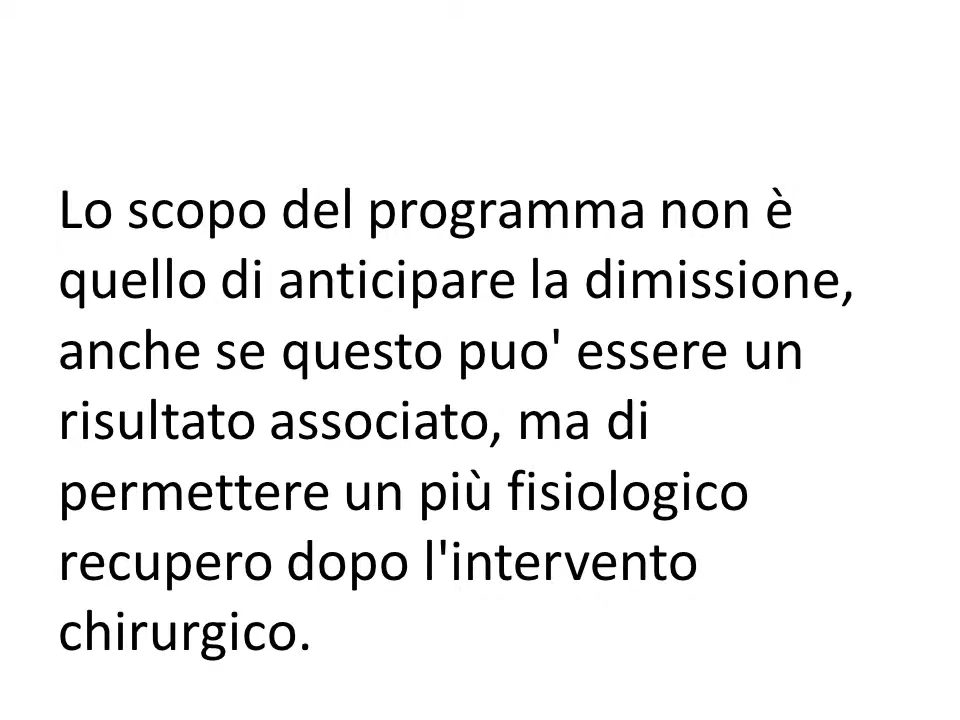 Lo scopo del programma non è
quello di anticipare la dimissione,
anche se questo puo' essere un
risultato associato, ma di
permettere un più fisiologico
recupero dopo l'intervento
chirurgico.